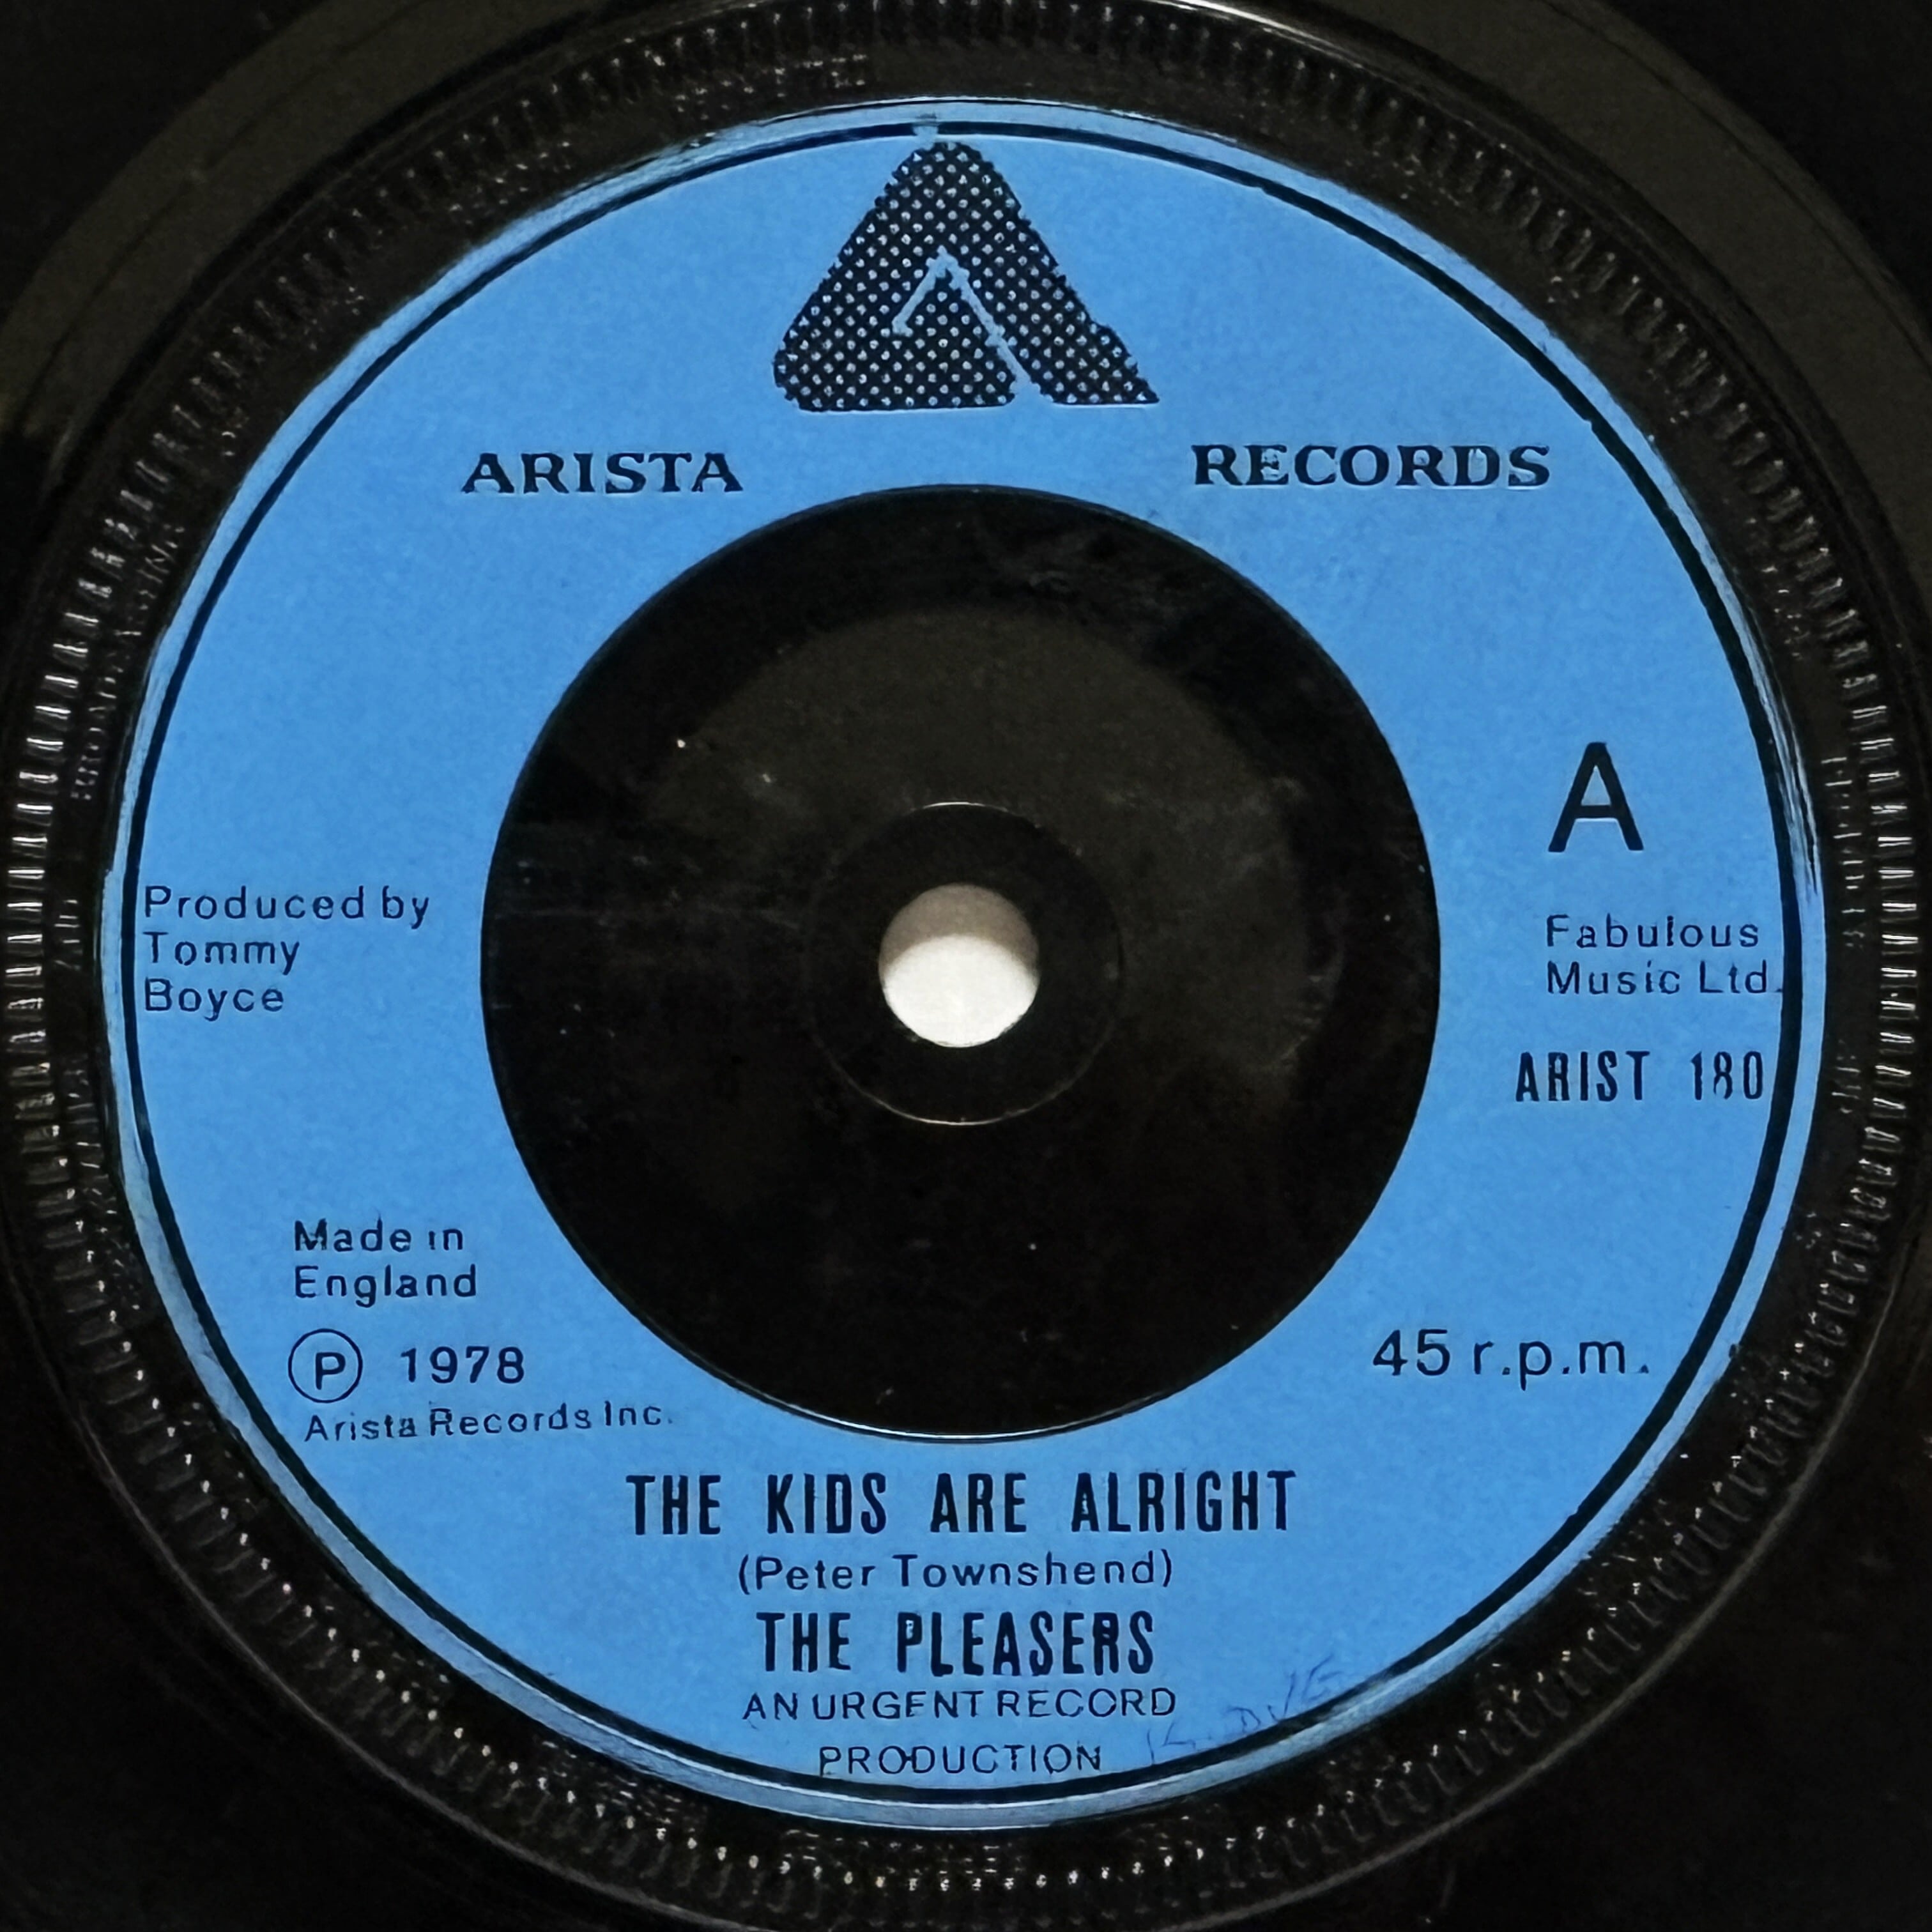 ARISTA RECORDS
A
Produced by
Tommy
Boyce
Fabulous
Music Ltd.
ARIST 180
Made in
England
Ⓟ 1978
Arista Records Inc.
45 r.p.m.
THE KIDS ARE ALRIGHT
(Peter Townshend)
THE PLEASERS
AN URGENT RECORD
PRODUCTION